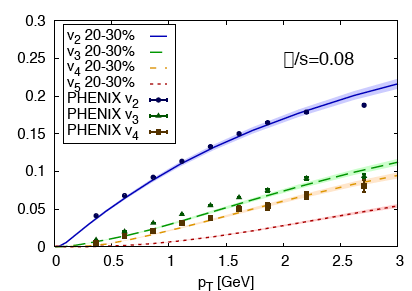 0.3
0.25
0.2
0.15
0.1
0.05
0
v2 20-30%
v3 20-30%
v4 20-30%
v5 20-30%
PHENIX v2
PHENIX v3
PHENIX v4
▯/s=0.08
0 0.5 1 1.5 2 2.5 3
pT [GeV]